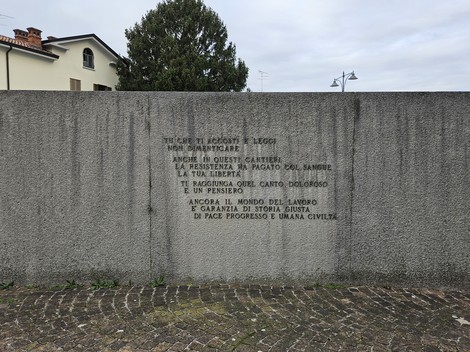 TU CHE TI ACCOSTI E LEGGI
NON DIMENTICARE
ANCHE IN QUESTI CANTIERI
LA RESISTENZA HA PAGATO COL SANGUE
LA TUA LIBERTÀ
TI RAGGIUNGA QUEL CANTO DOLOROSO
E UN PENSIERO
ANCORA IL MONDO DEL LAVORO
E' GARANZIA DI STORIA GIUSTA
DI PACE PROGRESSO E UMANA CIVILTÀ